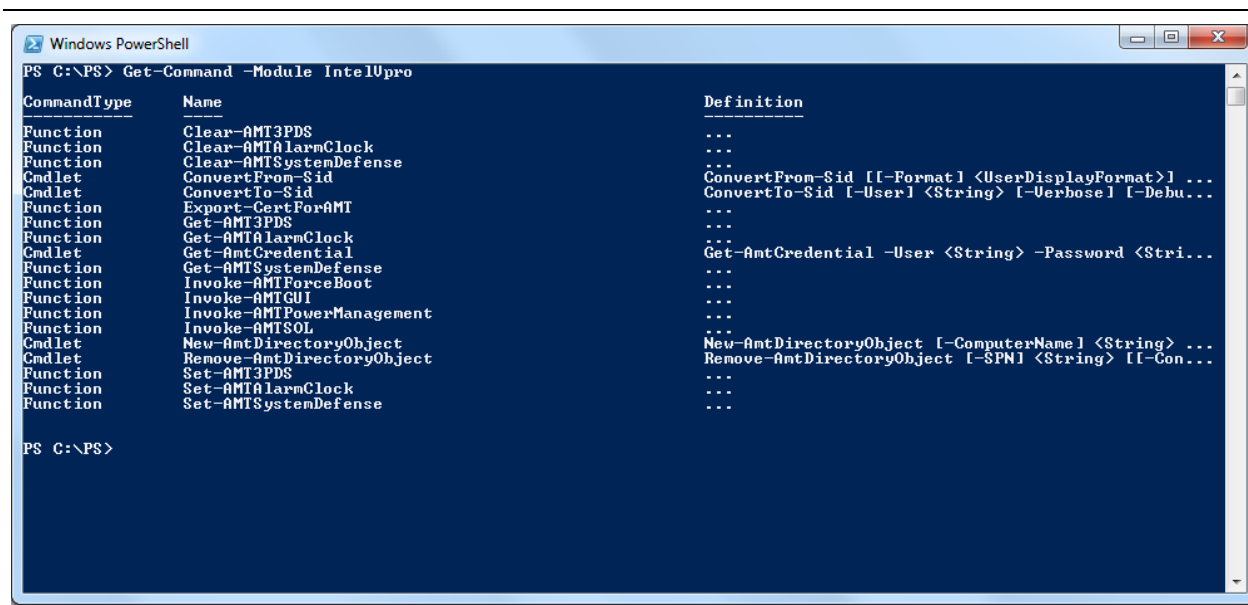 Windows PowerShell
PS C:\PS> Get-Command -Module IntelVpro
CommandType Name Definition
----------- ---- ----------
Function Clear-AMT3PDS ...
Function Clear-AMTAlarmClock ...
Function Clear-AMTSystemDefense ...
Cmdlet ConvertFrom-Sid ConvertFrom-Sid [[-Format] <UserDisplayFormat>] ...
Cmdlet ConvertTo-Sid ConvertTo-Sid [-User] <String> [-Verbose] [-Debu...
Function Export-CertForAMT ...
Function Get-AMT3PDS ...
Function Get-AMTAlarmClock ...
Cmdlet Get-AmtCredential Get-AmtCredential -User <String> -Password <Stri...
Function Get-AMTSystemDefense ...
Function Invoke-AMTForceBoot ...
Function Invoke-AMTGUI ...
Function Invoke-AMTPowerManagement ...
Function Invoke-AMTSOL ...
Cmdlet New-AmtDirectoryObject New-AmtDirectoryObject [-ComputerName] <String> ...
Cmdlet Remove-AmtDirectoryObject Remove-AmtDirectoryObject [-SPN] <String> [[-Con...
Function Set-AMT3PDS ...
Function Set-AMTAlarmClock ...
Function Set-AMTSystemDefense ...
PS C:\PS>